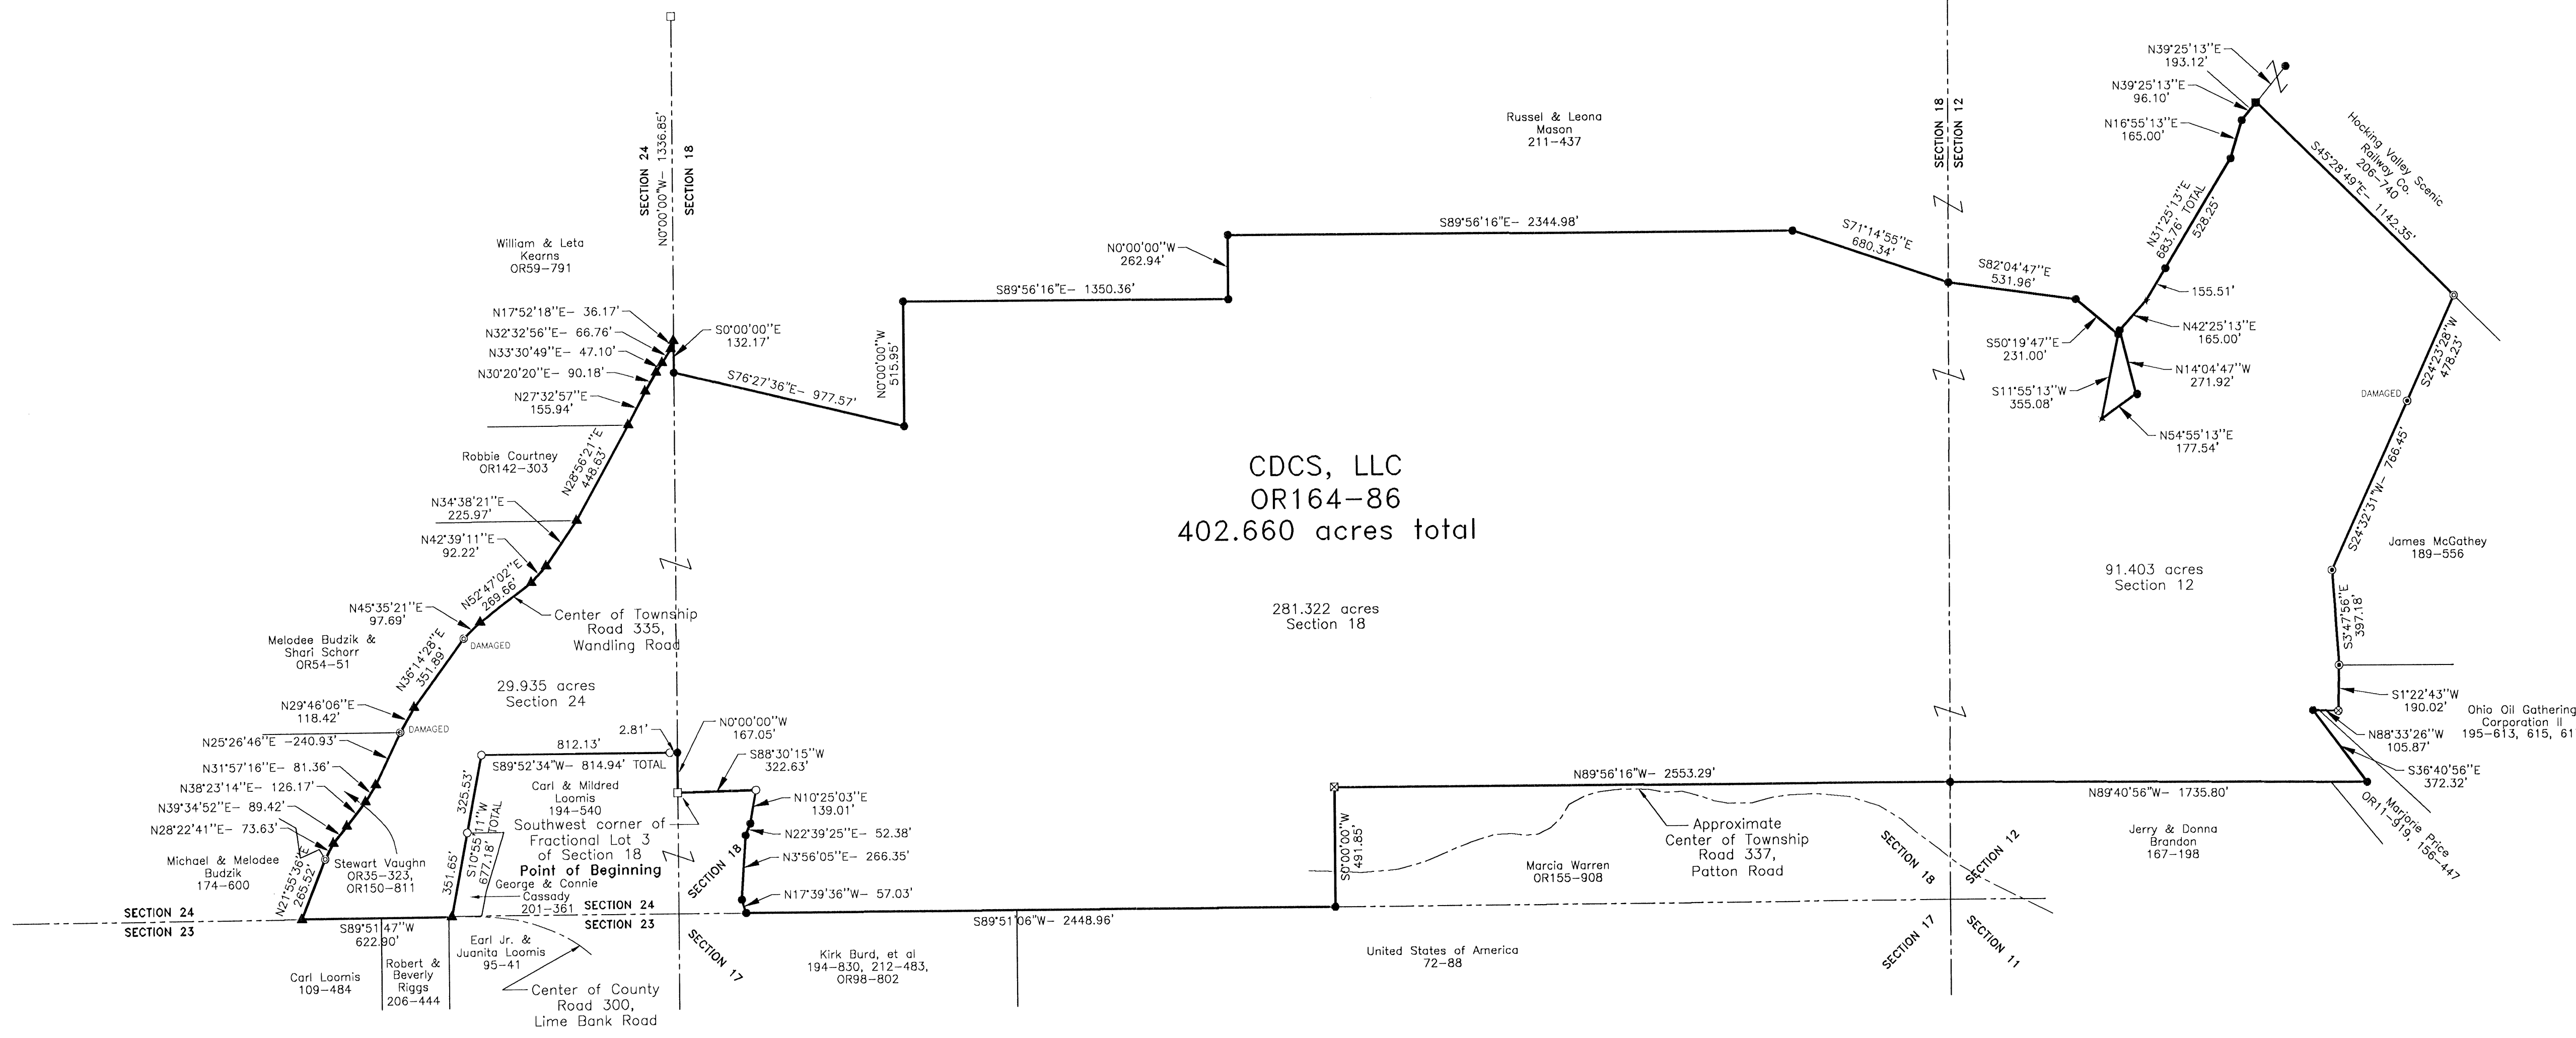 N39°25'13"E
193.12'
N39°25'13"E
96.10'
N16°55'13"E
165.00'
Hocking Valley Scenic
Railway Co.
206-740
S45°28'49"E- 1142.35'
N31°25'13"E
683.76' TOTAL
528.25'
155.51'
N42°25'13"E
165.00'
S50°19'47"E
231.00'
N14°04'47"W
271.92'
S11°55'13"W
355.08'
N54°55'13"E
177.54'
S24°23'28"W
478.23'
DAMAGED
S24°32'31"W- 766.45'
James McGathey
189-556
S3°47'56"E
397.18'
S1°22'43"W
190.02'
Ohio Oil Gathering
Corporation II
195-613, 615, 61
N88°33'26"W
105.87'
S36°40'56"E
372.32'
Marjorie Price
OR11-919, 156-447
N89°40'56"W- 1735.80'
Jerry & Donna
Brandon
167-198
91.403 acres
Section 12
SECTION 18
SECTION 12
Russel & Leona
Mason
211-437
S89°56'16"E- 2344.98'
S71°14'55"E
680.34'
S82°04'47"E
531.96'
N0°00'00"W
262.94'
S89°56'16"E- 1350.36'
N0°00'00"W
515.95'
S76°27'36"E- 977.57'
S0°00'00"E
132.17'
CDCS, LLC
OR164-86
402.660 acres total
281.322 acres
Section 18
SECTION 24
SECTION 18
N0°00'00"W- 1336.85'
William & Leta
Kearns
OR59-791
N17°52'18"E- 36.17'
N32°32'56"E- 66.76'
N33°30'49"E- 47.10'
N30°20'20"E- 90.18'
N27°32'57"E
155.94'
Robbie Courtney
OR142-303
N28°56'21"E
448.63'
N34°38'21"E
225.97'
N42°39'11"E
92.22'
N52°47'02"E
269.66'
Center of Township
Road 335,
Wandling Road
N45°35'21"E
97.69'
DAMAGED
Melodee Budzik &
Shari Schorr
OR54-51
N36°14'28"E
351.89'
29.935 acres
Section 24
N29°46'06"E
118.42'
DAMAGED
N25°26'46"E -240.93'
N31°57'16"E- 81.36'
N38°23'14"E- 126.17'
N39°34'52"E- 89.42'
N28°22'41"E- 73.63'
Michael & Melodee
Budzik
174-600
N21°55'36"E
265.52'
Stewart Vaughn
OR35-323,
OR150-811
2.81'
812.13'
S89°52'34"W- 814.94' TOTAL
325.53'
351.65'
S10°55'11"W
677.18' TOTAL
Carl & Mildred
Loomis
194-540
Southwest corner of
Fractional Lot 3
of Section 18
Point of Beginning
George & Connie
Cassady
201-361
N0°00'00"W
167.05'
S88°30'15"W
322.63'
N10°25'03"E
139.01'
N22°39'25"E- 52.38'
N3°56'05"E- 266.35'
N17°39'36"W- 57.03'
SECTION 24
SECTION 23
S89°51'47"W
622.90'
Carl Loomis
109-484
Robert &
Beverly
Riggs
206-444
Earl Jr. &
Juanita Loomis
95-41
Center of County
Road 300,
Lime Bank Road
SECTION 24
SECTION 23
SECTION 18
SECTION 17
S89°51'06"W- 2448.96'
Kirk Burd, et al
194-830, 212-483,
OR98-802
United States of America
72-88
S0°00'00"W
491.85'
N89°56'16"W- 2553.29'
Approximate
Center of Township
Road 337,
Patton Road
Marcia Warren
OR155-908
SECTION 18
SECTION 12
SECTION 17
SECTION 11